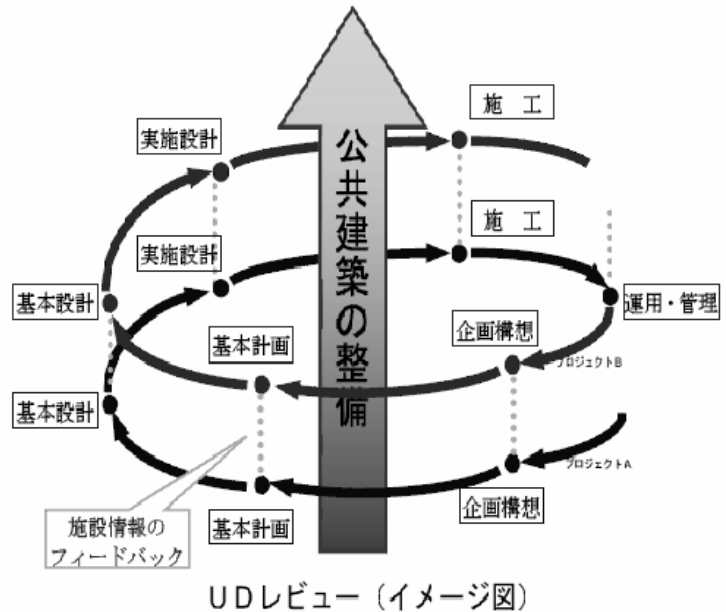 施 工
実施設計
公共建築の整備
施 工
実施設計
基本設計
運用・管理
企画構想
基本計画
プロジェクトB
基本設計
プロジェクトA
企画構想
基本計画
施設情報の
フィードバック
UDレビュー(イメージ図)